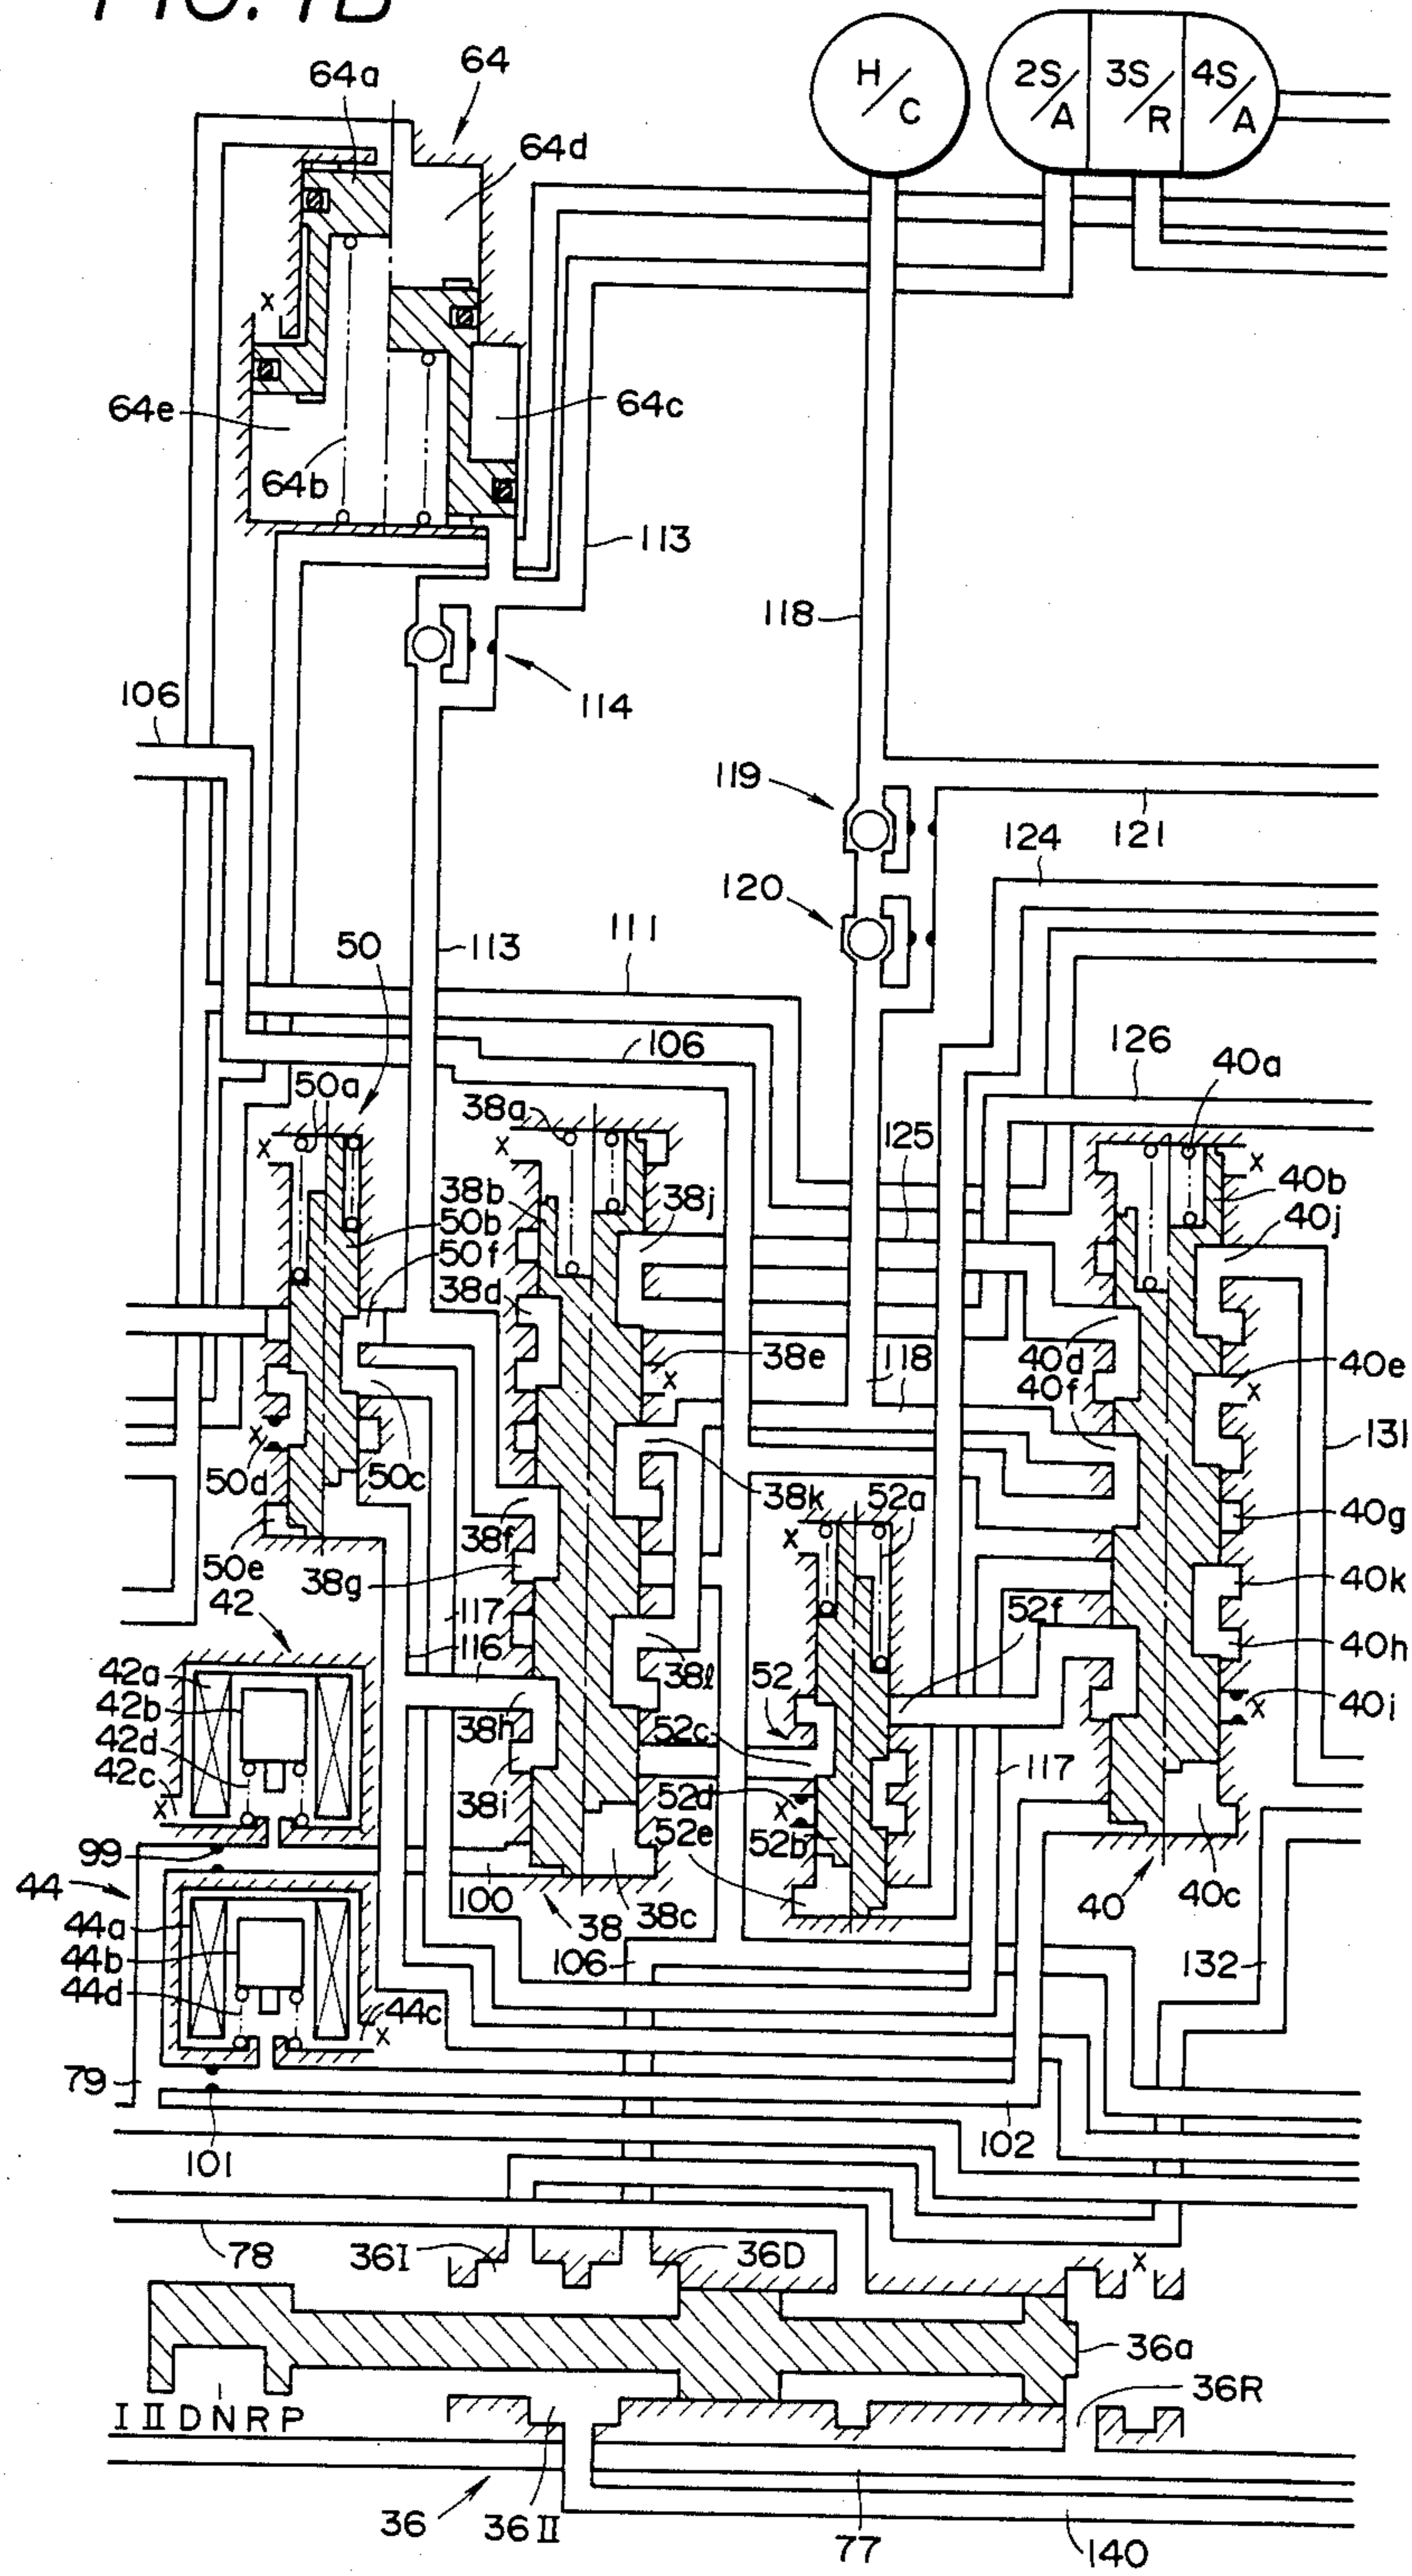 FIG. 1B
64
64a
H/C
2S/A
3S/R
4S/A
64d
x
64e
64c
64b
113
118
106
114
119
121
124
120
113
111
50
106
126
50a
38a
40a
x
x
125
x
38b
38j
40b
50b
40j
50f
38d
38e
118
40d
40e
x
40f
x
x
131
50d
50c
38k
52a
38f
x
40g
50e
38g
40k
42
117
52f
116
40h
42a
38l
52
42b
40i
x
38h
42d
52c
42c
117
x
38i
52d
x
52e
52b
99
44
100
38
38c
40
40c
44a
44b
106
132
44d
44c
x
79
102
101
78
36I
36D
x
36a
36R
I II D N R P
36
36II
77
140